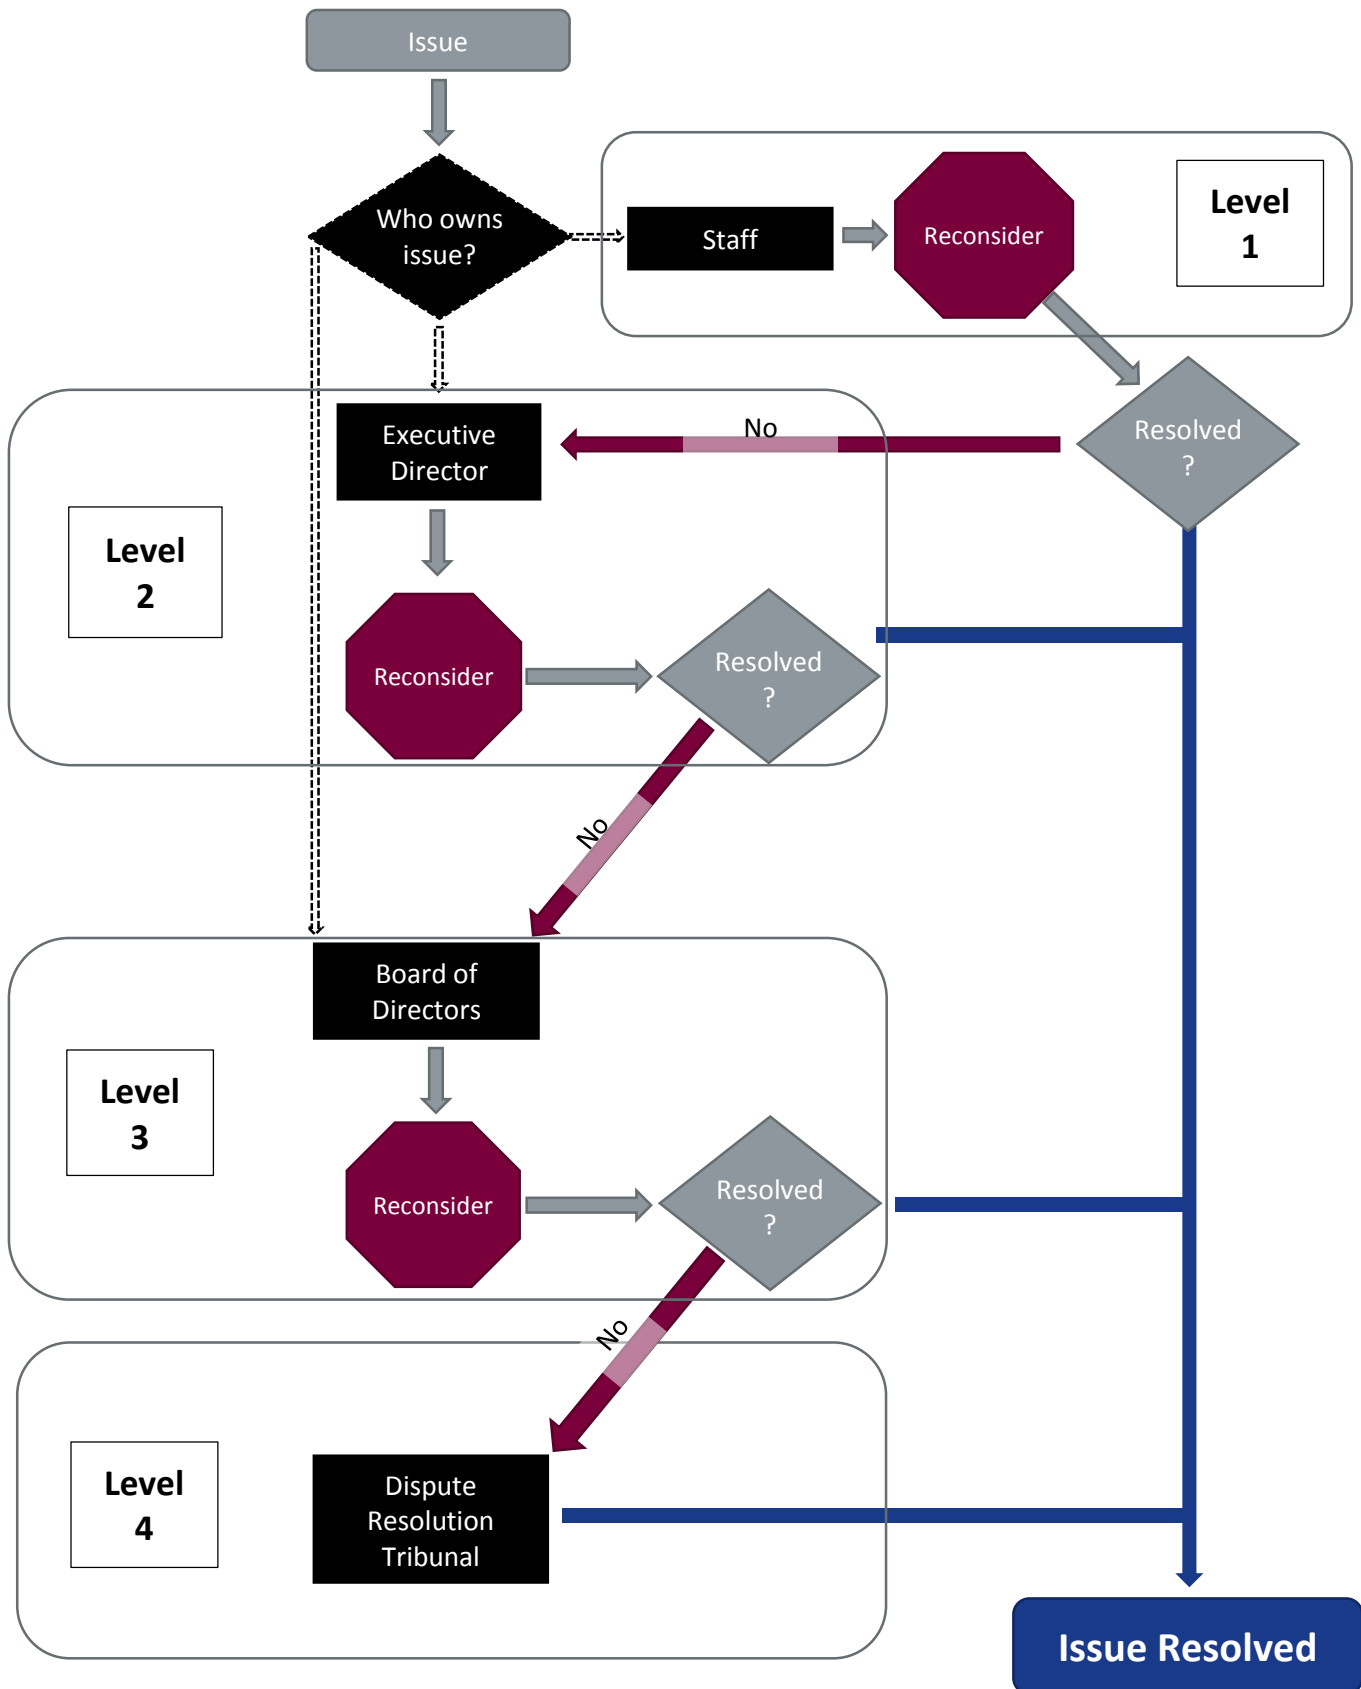 Issue
Who owns
issue?
Staff
Reconsider
Level
1
Executive
Director
No
Resolved
?
Level
2
Reconsider
Resolved
?
No
Board of
Directors
Level
3
Reconsider
Resolved
?
No
Level
4
Dispute
Resolution
Tribunal
Issue Resolved